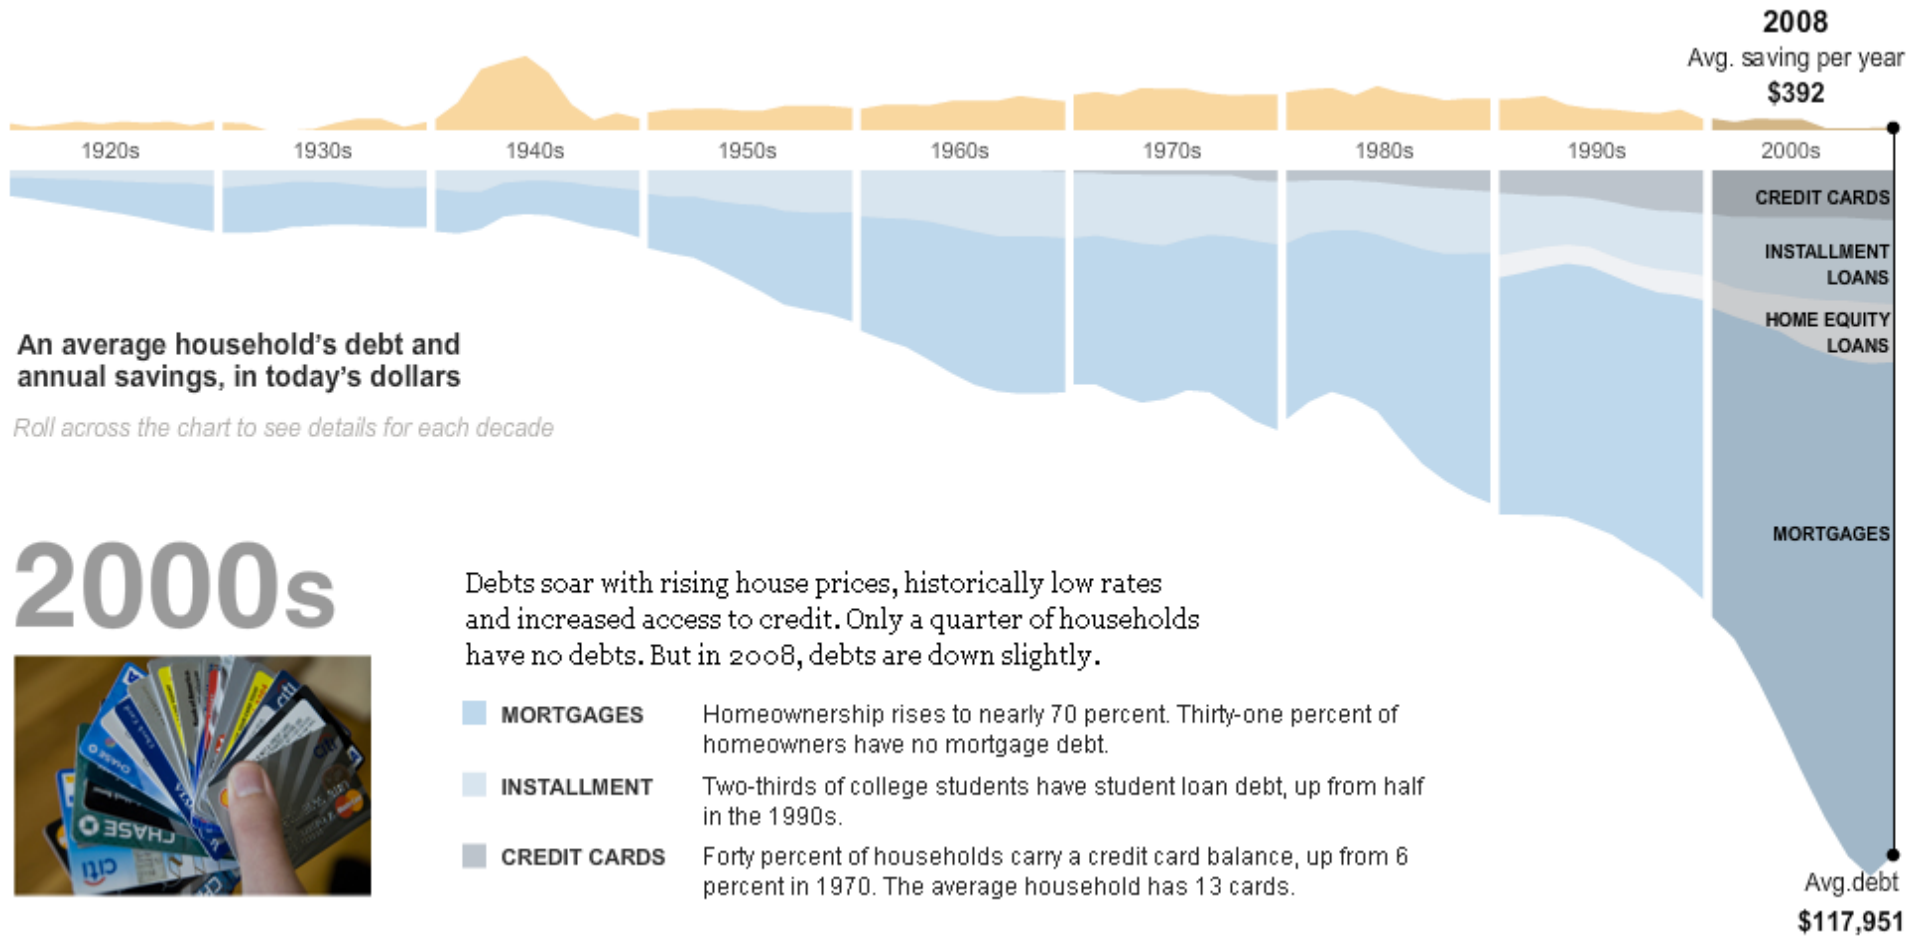 2008
Avg. saving per year
$392
1920s
1930s
1940s
1950s
1960s
1970s
1980s
1990s
2000s
CREDIT CARDS
INSTALLMENT
LOANS
HOME EQUITY
LOANS
MORTGAGES
An average household's debt and
annual savings, in today's dollars
Roll across the chart to see details for each decade
2000s
Debts soar with rising house prices, historically low rates
and increased access to credit. Only a quarter of households
have no debts. But in 2008, debts are down slightly.
MORTGAGES
Homeownership rises to nearly 70 percent. Thirty-one percent of
homeowners have no mortgage debt.
INSTALLMENT
Two-thirds of college students have student loan debt, up from half
in the 1990s.
CREDIT CARDS
Forty percent of households carry a credit card balance, up from 6
percent in 1970. The average household has 13 cards.
citi
citi
CHASE
CHASE
citi
Avg.debt
$117,951